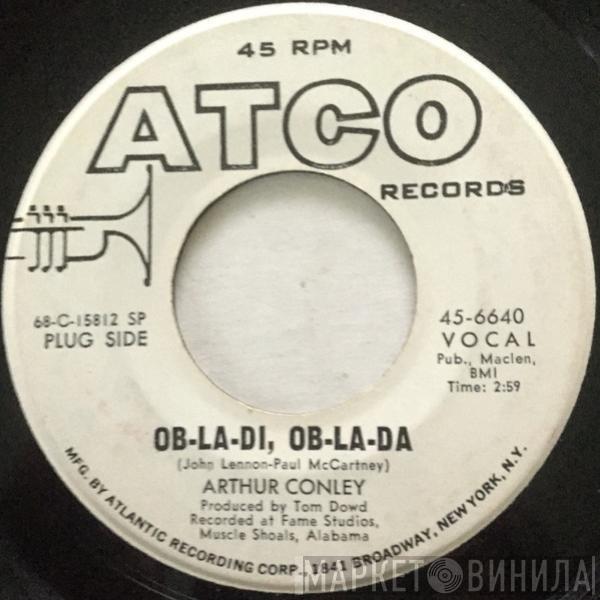 45 RPM
ATCO
RECORDS
68-C-15812 SP
PLUG SIDE
45-6640
VOCAL
Pub., Maclen,
BMI
Time: 2:59
OB-LA-DI, OB-LA-DA
(John Lennon-Paul McCartney)
ARTHUR CONLEY
Produced by Tom Dowd
Recorded at Fame Studios,
Muscle Shoals, Alabama
MFG. BY ATLANTIC RECORDING CORP., 1841 BROADWAY, NEW YORK, N.Y.
МАРКЕТ ВИНИЛА